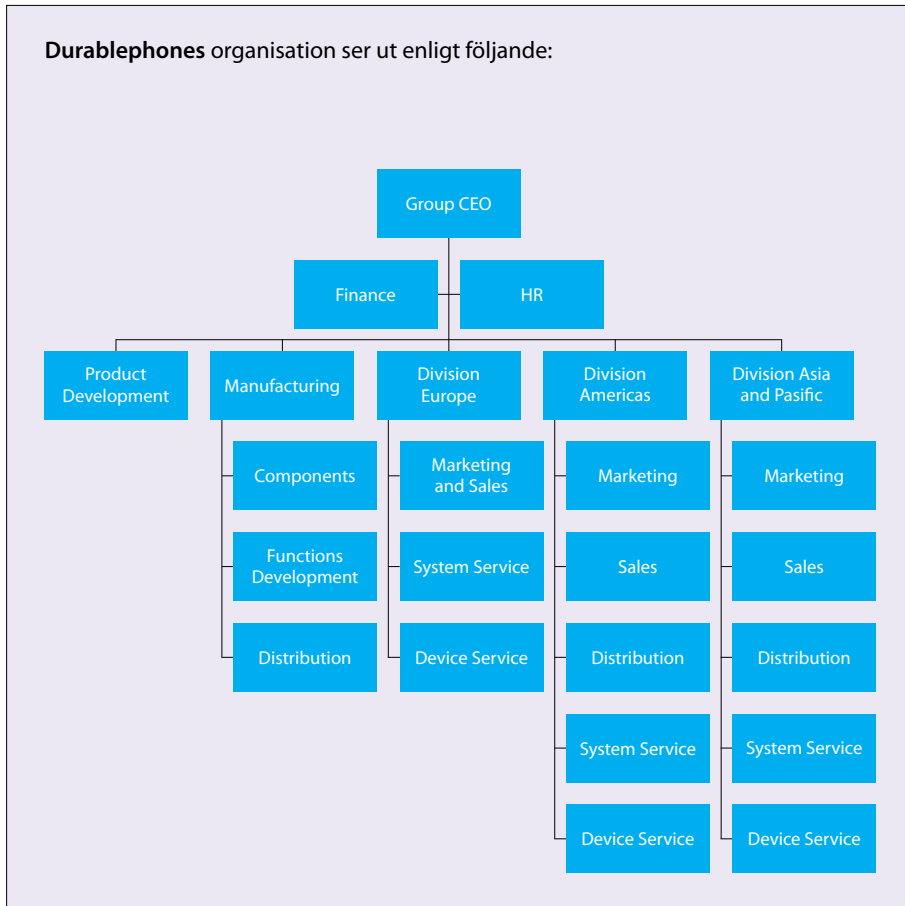 Durablephones organisation ser ut enligt följande:
Group CEO
Finance
HR
Product
Development
Manufacturing
Division
Europe
Division
Americas
Division Asia
and Pasific
Components
Marketing
and Sales
Marketing
Marketing
Functions
Development
System Service
Sales
Sales
Distribution
Device Service
Distribution
Distribution
System Service
System Service
Device Service
Device Service